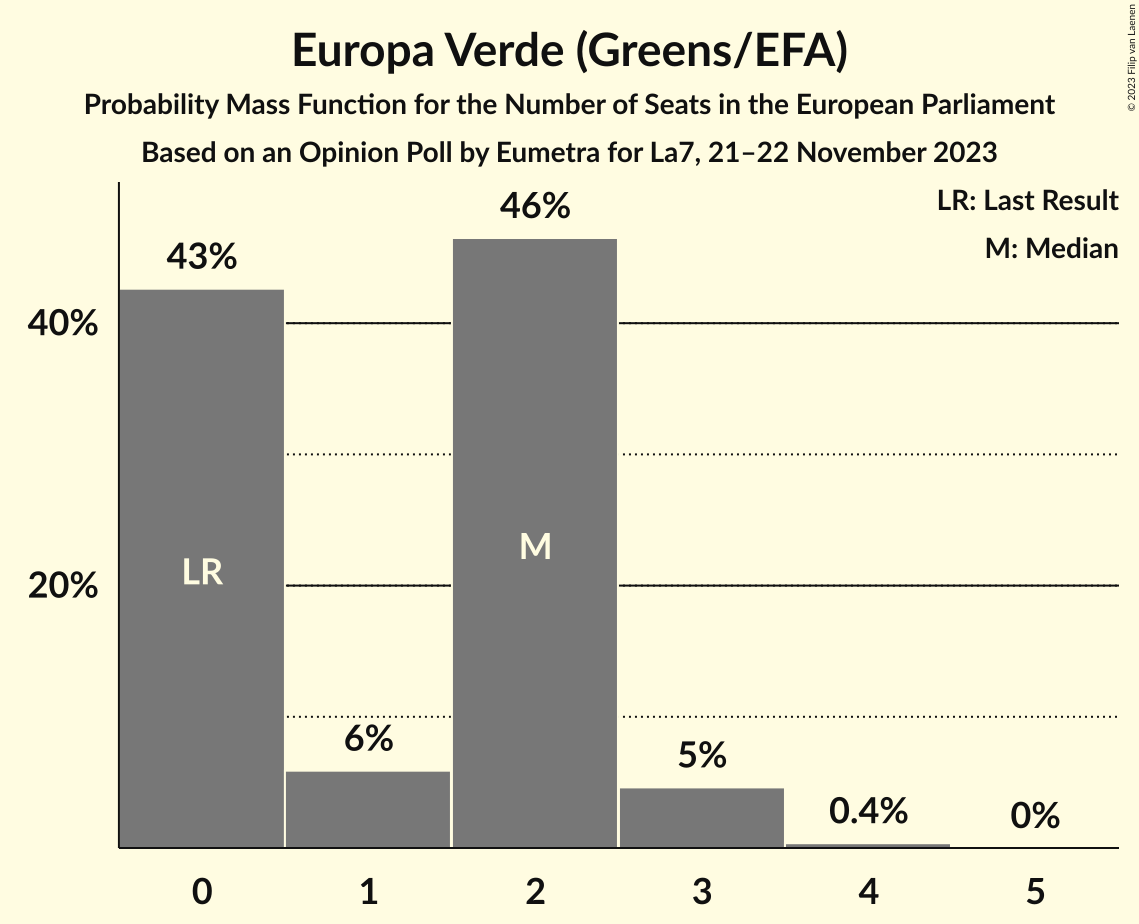 Europa Verde (Greens/EFA)
Probability Mass Function for the Number of Seats in the European Parliament
Based on an Opinion Poll by Eumetra for La7, 21–22 November 2023
© 2023 Filip van Laenen
LR: Last Result
M: Median
46%
43%
40%
M
LR
20%
6%
5%
0.4%
0%
0 1 2 3 4 5